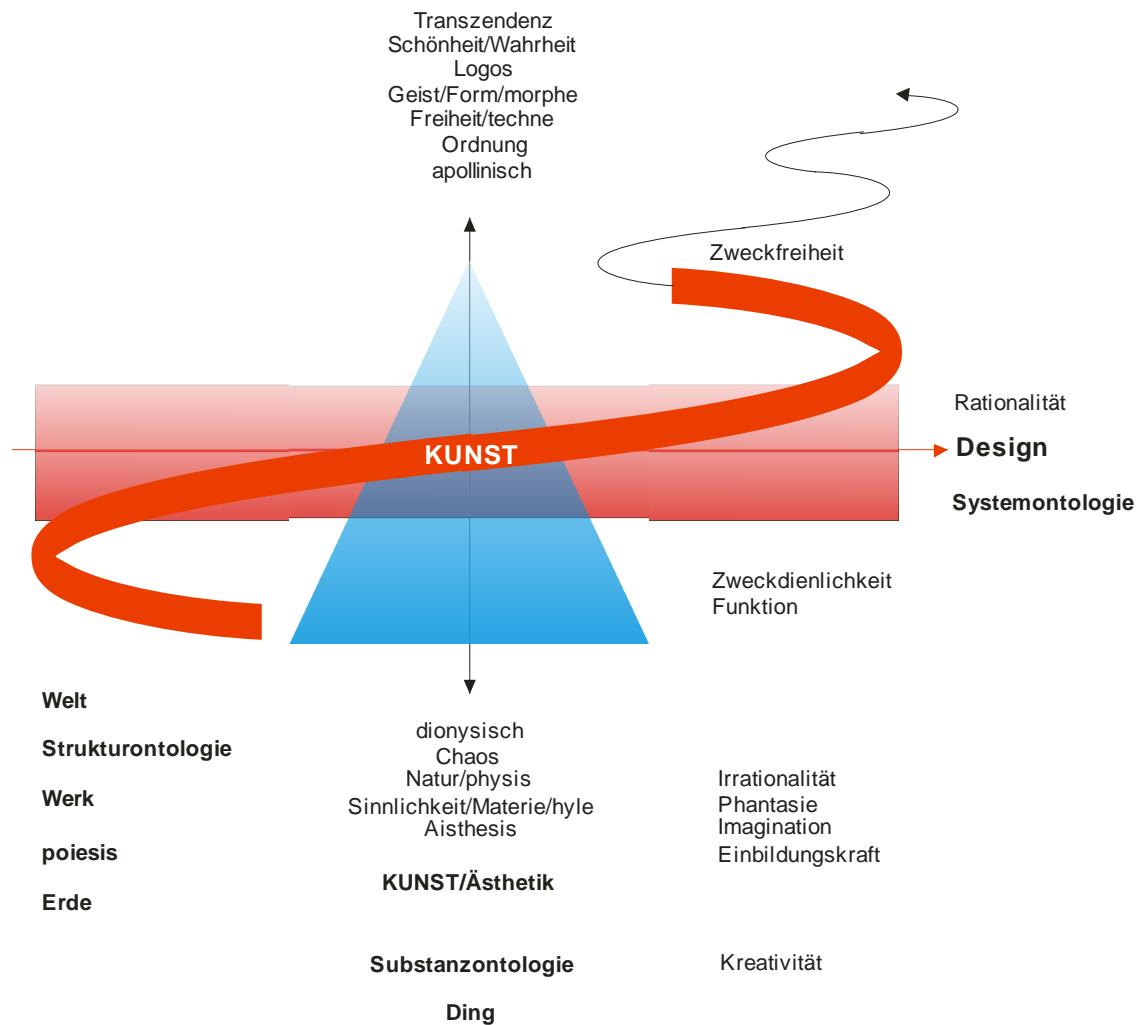 Transzendenz
Schönheit/Wahrheit
Logos
Geist/Form/morphe
Freiheit/techne
Ordnung
apollinisch
Zweckfreiheit
Rationalität
KUNST
Design
Systemontologie
Zweckdienlichkeit
Funktion
Welt
Strukturontologie
Werk
poiesis
Erde
dionysisch
Chaos
Natur/physis
Sinnlichkeit/Materie/hyle
Aisthesis
KUNST/Ästhetik
Substanzontologie
Ding
Irrationalität
Phantasie
Imagination
Einbildungskraft
Kreativität